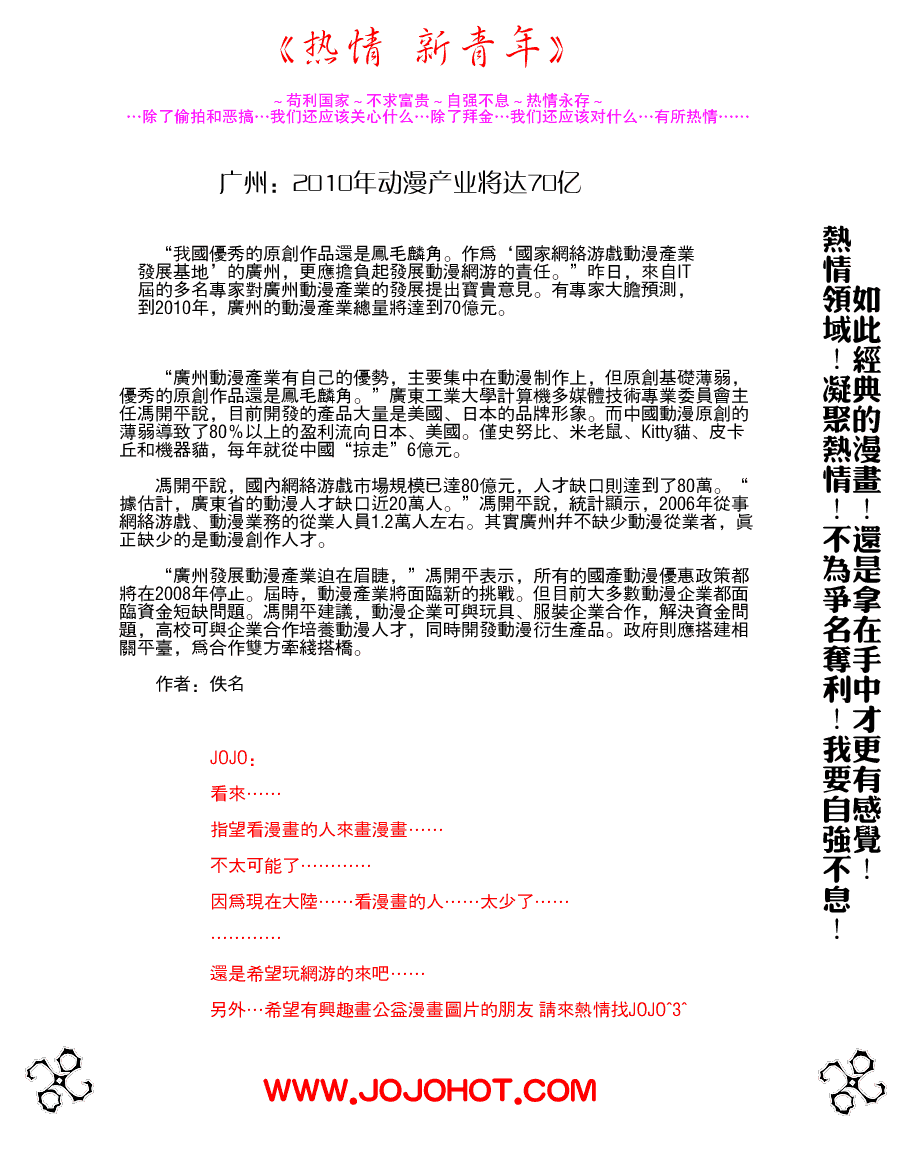 《热情 新青年》
～苟利国家～不求富贵～自强不息～热情永存～
…除了偷拍和恶搞…我们还应该关心什么…除了拜金…我们还应该对什么…有所热情……
广州：2010年动漫产业将达70亿
“我國優秀的原創作品還是鳳毛麟角。作爲‘國家網絡游戲動漫產業
發展基地’的廣州，更應擔負起發展動漫網游的責任。”昨日，來自IT
屆的多名專家對廣州動漫產業的發展提出寶貴意見。有專家大膽預測，
到2010年，廣州的動漫產業總量將達到70億元。
“廣州動漫產業有自己的優勢，主要集中在動漫制作上，但原創基礎薄弱，
優秀的原創作品還是鳳毛麟角。”廣東工業大學計算機多媒體技術專業委員會主
任馮開平說，目前開發的產品大量是美國、日本的品牌形象。而中國動漫原創的
薄弱導致了80％以上的盈利流向日本、美國。僅史努比、米老鼠、Kitty貓、皮卡
丘和機器貓，每年就從中國“掠走”6億元。
馮開平說，國內網絡游戲市場規模已達80億元，人才缺口則達到了80萬。“
據估計，廣東省的動漫人才缺口近20萬人。”馮開平說，統計顯示，2006年從事
網絡游戲、動漫業務的從業人員1.2萬人左右。其實廣州幷不缺少動漫從業者，眞
正缺少的是動漫創作人才。
“廣州發展動漫產業迫在眉睫，”馮開平表示，所有的國產動漫優惠政策都
將在2008年停止。屆時，動漫產業將面臨新的挑戰。但目前大多數動漫企業都面
臨資金短缺問題。馮開平建議，動漫企業可與玩具、服裝企業合作，解決資金問
題，高校可與企業合作培養動漫人才，同時開發動漫衍生產品。政府則應搭建相
關平臺，爲合作雙方牽綫搭橋。
作者：佚名
JOJO：
看來……
指望看漫畫的人來畫漫畫……
不太可能了…………
因爲現在大陸……看漫畫的人……太少了……
…………
還是希望玩網游的來吧……
另外…希望有興趣畫公益漫畫圖片的朋友 請來熱情找JOJO^3^
如此經典的漫畫！還是拿在手中才更有感覺！
熱情領域！凝聚熱情！不為爭名奪利！我要自強不息！
WWW.JOJOHOT.COM